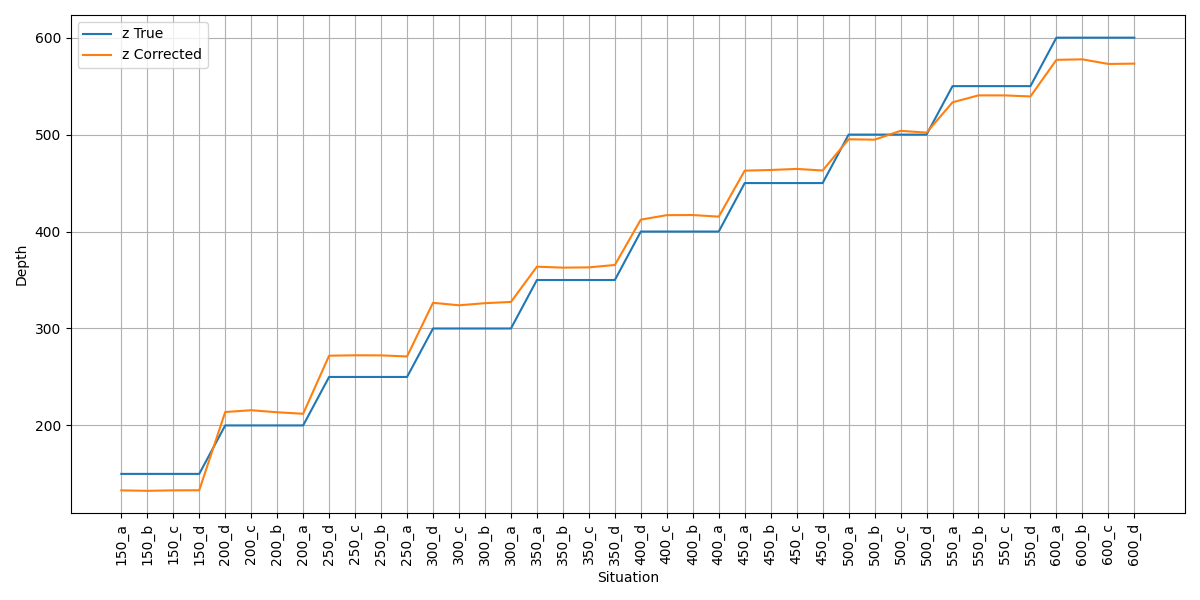 z True
z Corrected
600
500
400
300
200
Depth
150_a
150_b
150_c
150_d
200_d
200_c
200_b
200_a
250_d
250_c
250_b
250_a
300_d
300_c
300_b
300_a
350_a
350_b
350_c
350_d
400_d
400_c
400_b
400_a
450_a
450_b
450_c
450_d
500_a
500_b
500_c
500_d
550_a
550_b
550_c
550_d
600_a
600_b
600_c
600_d
Situation